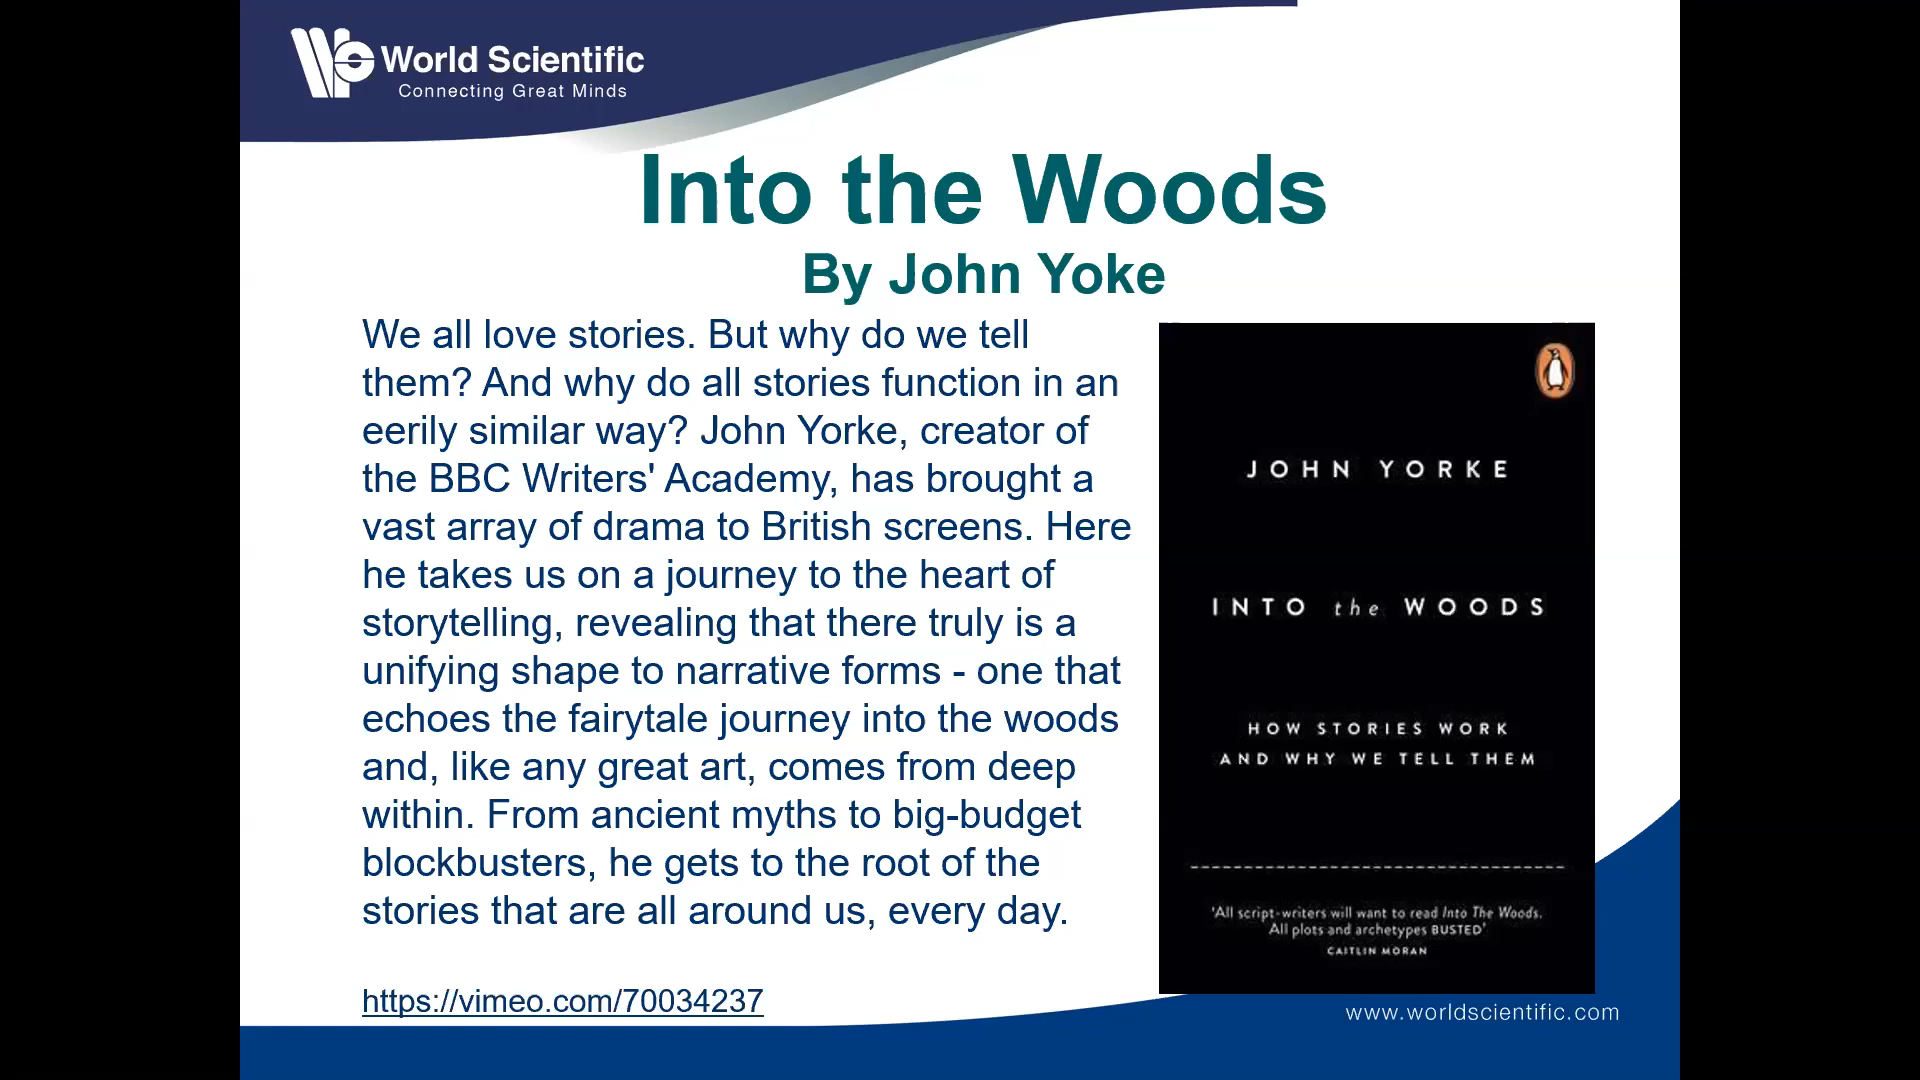 World Scientific
Connecting Great Minds
Into the Woods
By John Yoke
We all love stories. But why do we tell
them? And why do all stories function in an
eerily similar way? John Yorke, creator of
the BBC Writers' Academy, has brought a
vast array of drama to British screens. Here
he takes us on a journey to the heart of
storytelling, revealing that there truly is a
unifying shape to narrative forms - one that
echoes the fairytale journey into the woods
and, like any great art, comes from deep
within. From ancient myths to big-budget
blockbusters, he gets to the root of the
stories that are all around us, every day.
https://vimeo.com/70034237
JOHN YORKE
INTO the WOODS
HOW STORIES WORK
AND WHY WE TELL THEM
'All script-writers will want to read Into The Woods.
All plots and archetypes BUSTED'
CAITLIN MORAN
www.worldscientific.com